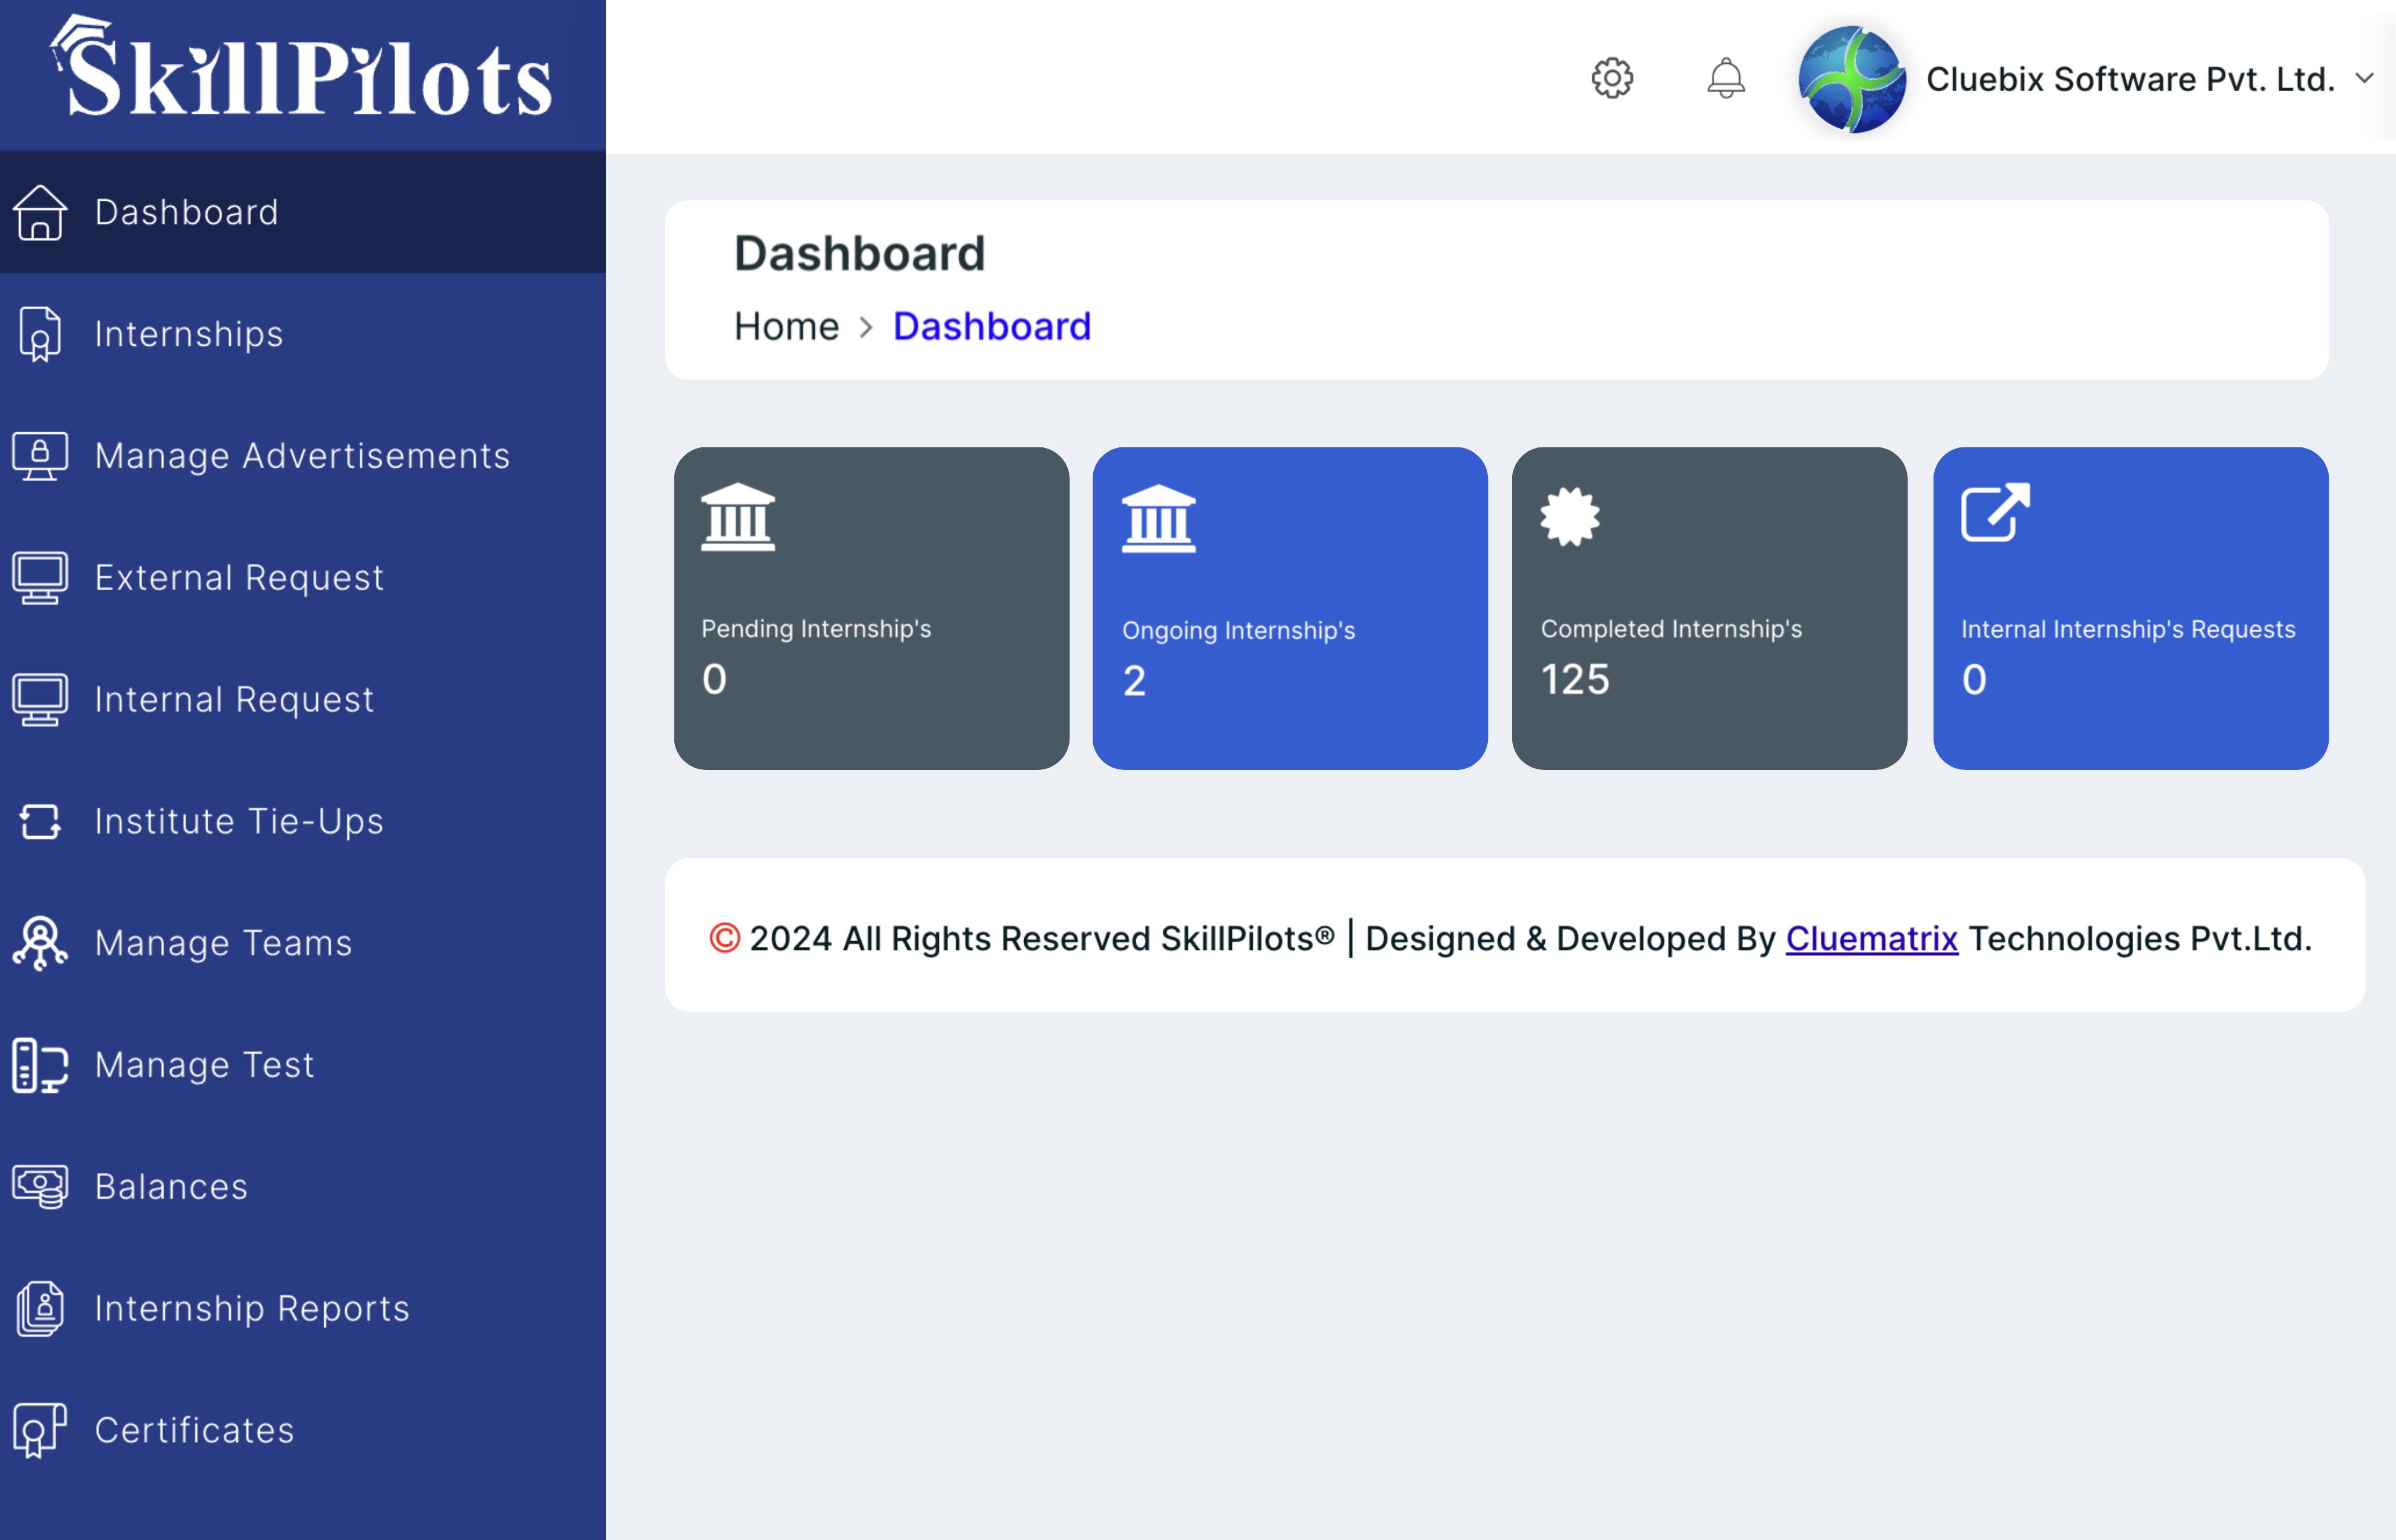 SkillPilots
Cluebix Software Pvt. Ltd.
Dashboard
Internships
Manage Advertisements
External Request
Internal Request
Institute Tie-Ups
Manage Teams
Manage Test
Balances
Internship Reports
Certificates
Dashboard
Home > Dashboard
Pending Internship's
0
Ongoing Internship's
2
Completed Internship's
125
Internal Internship's Requests
0
© 2024 All Rights Reserved SkillPilots® | Designed & Developed By Cluematrix Technologies Pvt.Ltd.